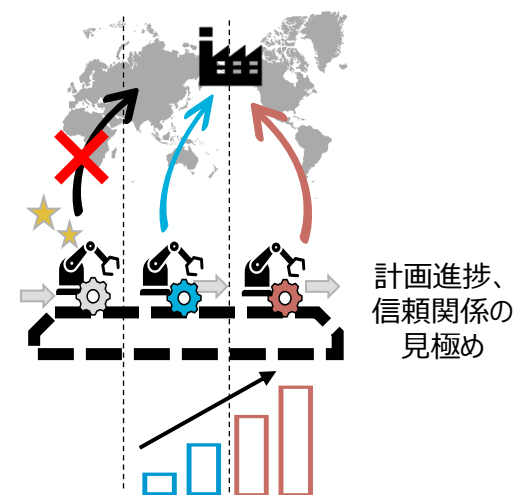 計画進捗、
信頼関係の
見極め